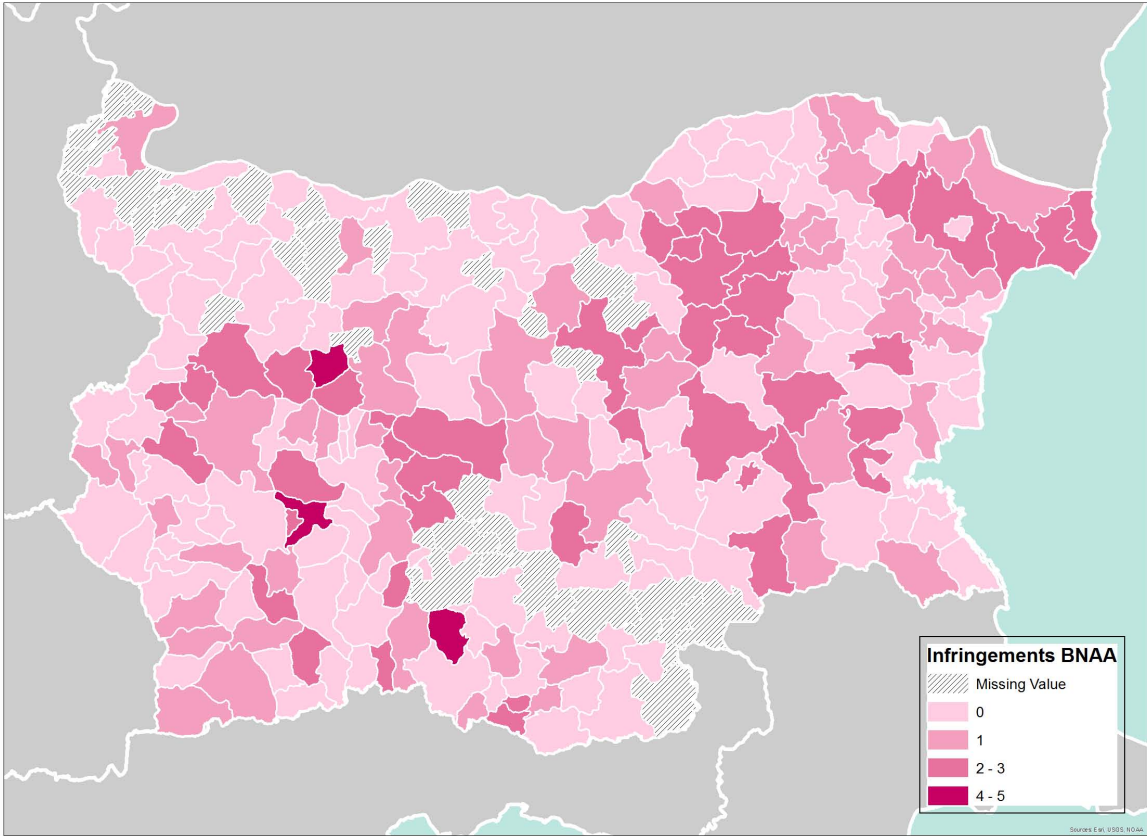 Infringements BNAA
Missing Value
0
1
2 - 3
4 - 5
Sources: Esri, USGS, NOAA